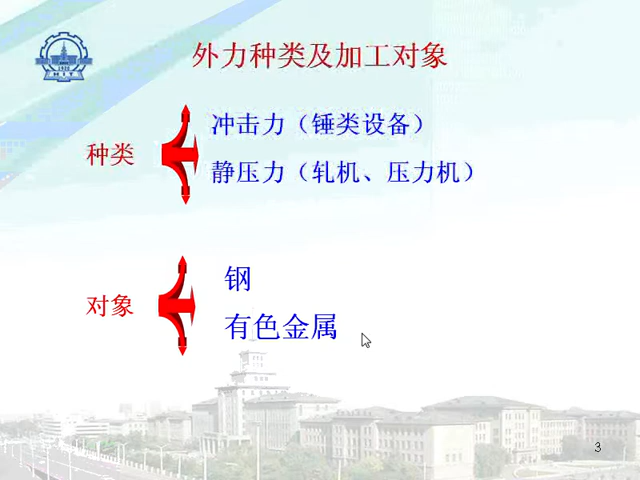 外力种类及加工对象
种类
冲击力（锤类设备）
静压力（轧机、压力机）
对象
钢
有色金属
3